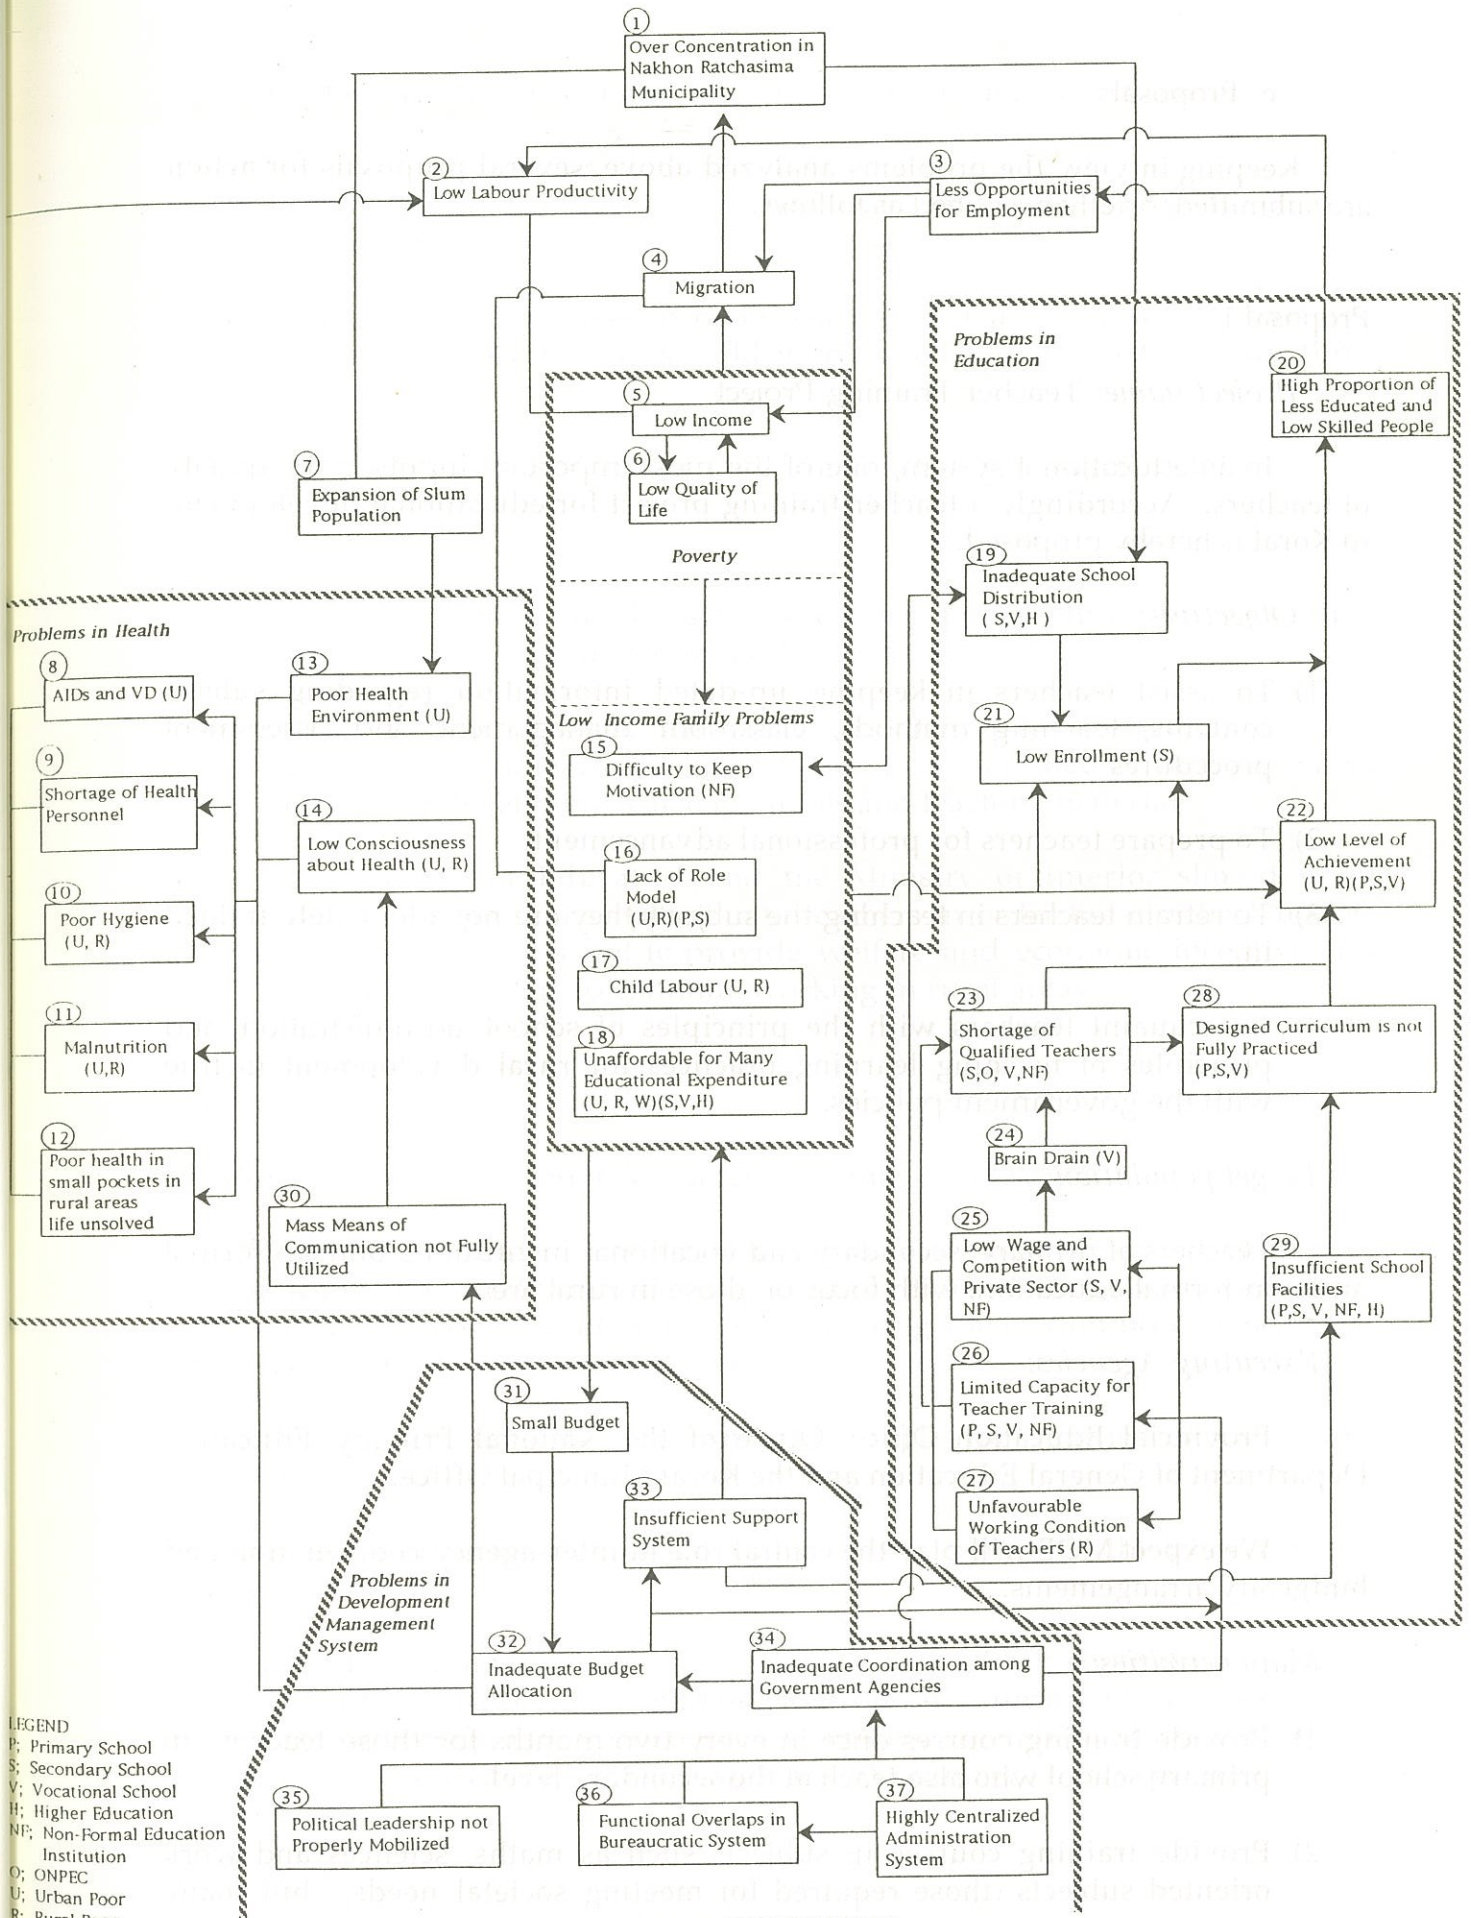 1
Over Concentration in
Nakhon Ratchasima
Municipality
2
Low Labour Productivity
3
Less Opportunities
for Employment
4
Migration
5
Low Income
6
Low Quality of
Life
Poverty
7
Expansion of Slum
Population
Problems in Health
8
AIDs and VD (U)
9
Shortage of Health
Personnel
10
Poor Hygiene
(U, R)
11
Malnutrition
(U,R)
12
Poor health in
small pockets in
rural areas
life unsolved
13
Poor Health
Environment (U)
14
Low Consciousness
about Health (U, R)
30
Mass Means of
Communication not Fully
Utilized
Low Income Family Problems
15
Difficulty to Keep
Motivation (NF)
16
Lack of Role
Model
(U,R)(P,S)
17
Child Labour (U, R)
18
Unaffordable for Many
Educational Expenditure
(U, R, W)(S,V,H)
Problems in
Education
19
Inadequate School
Distribution
( S,V,H )
20
High Proportion of
Less Educated and
Low Skilled People
21
Low Enrollment (S)
22
Low Level of
Achievement
(U, R)(P,S,V)
23
Shortage of
Qualified Teachers
(S,O, V,NF)
24
Brain Drain (V)
25
Low Wage and
Competition with
Private Sector (S, V,
NF)
26
Limited Capacity for
Teacher Training
(P, S, V, NF)
27
Unfavourable
Working Condition
of Teachers (R)
28
Designed Curriculum is not
Fully Practiced
(P,S,V)
29
Insufficient School
Facilities
(P,S, V, NF, H)
Problems in
Development
Management
System
31
Small Budget
32
Inadequate Budget
Allocation
33
Insufficient Support
System
34
Inadequate Coordination among
Government Agencies
35
Political Leadership not
Properly Mobilized
36
Functional Overlaps in
Bureaucratic System
37
Highly Centralized
Administration
System
LEGEND
P; Primary School
S; Secondary School
V; Vocational School
H; Higher Education
NF; Non-Formal Education
Institution
O; ONPEC
U; Urban Poor